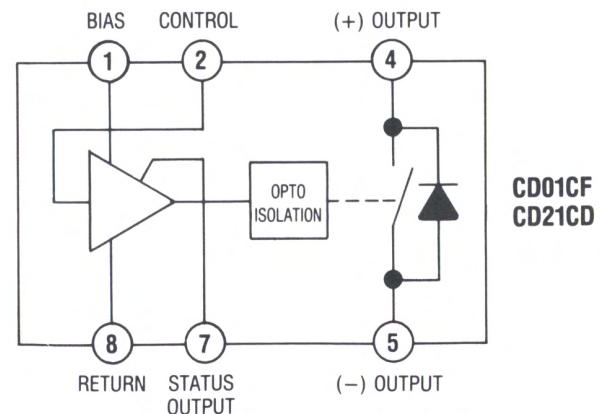 BIAS CONTROL (+) OUTPUT
1 2 4
OPTO
ISOLATION
CD01CF
CD21CD
8 7 5
RETURN STATUS
OUTPUT (−) OUTPUT